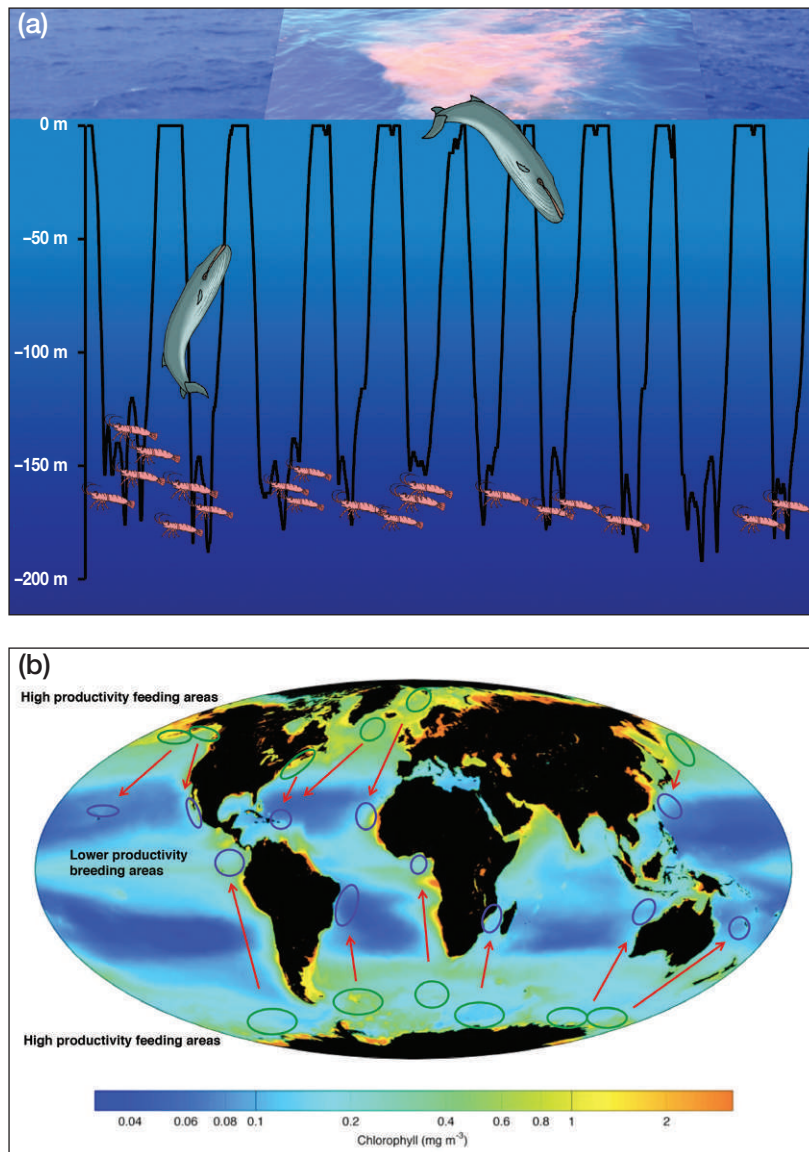 (a)
0 m
–50 m
–100 m
–150 m
–200 m
(b)
High productivity feeding areas
Lower productivity
breeding areas
High productivity feeding areas
0.04 0.06 0.08 0.1 0.2 0.4 0.6 0.8 1 2
Chlorophyll (mg m⁻³)